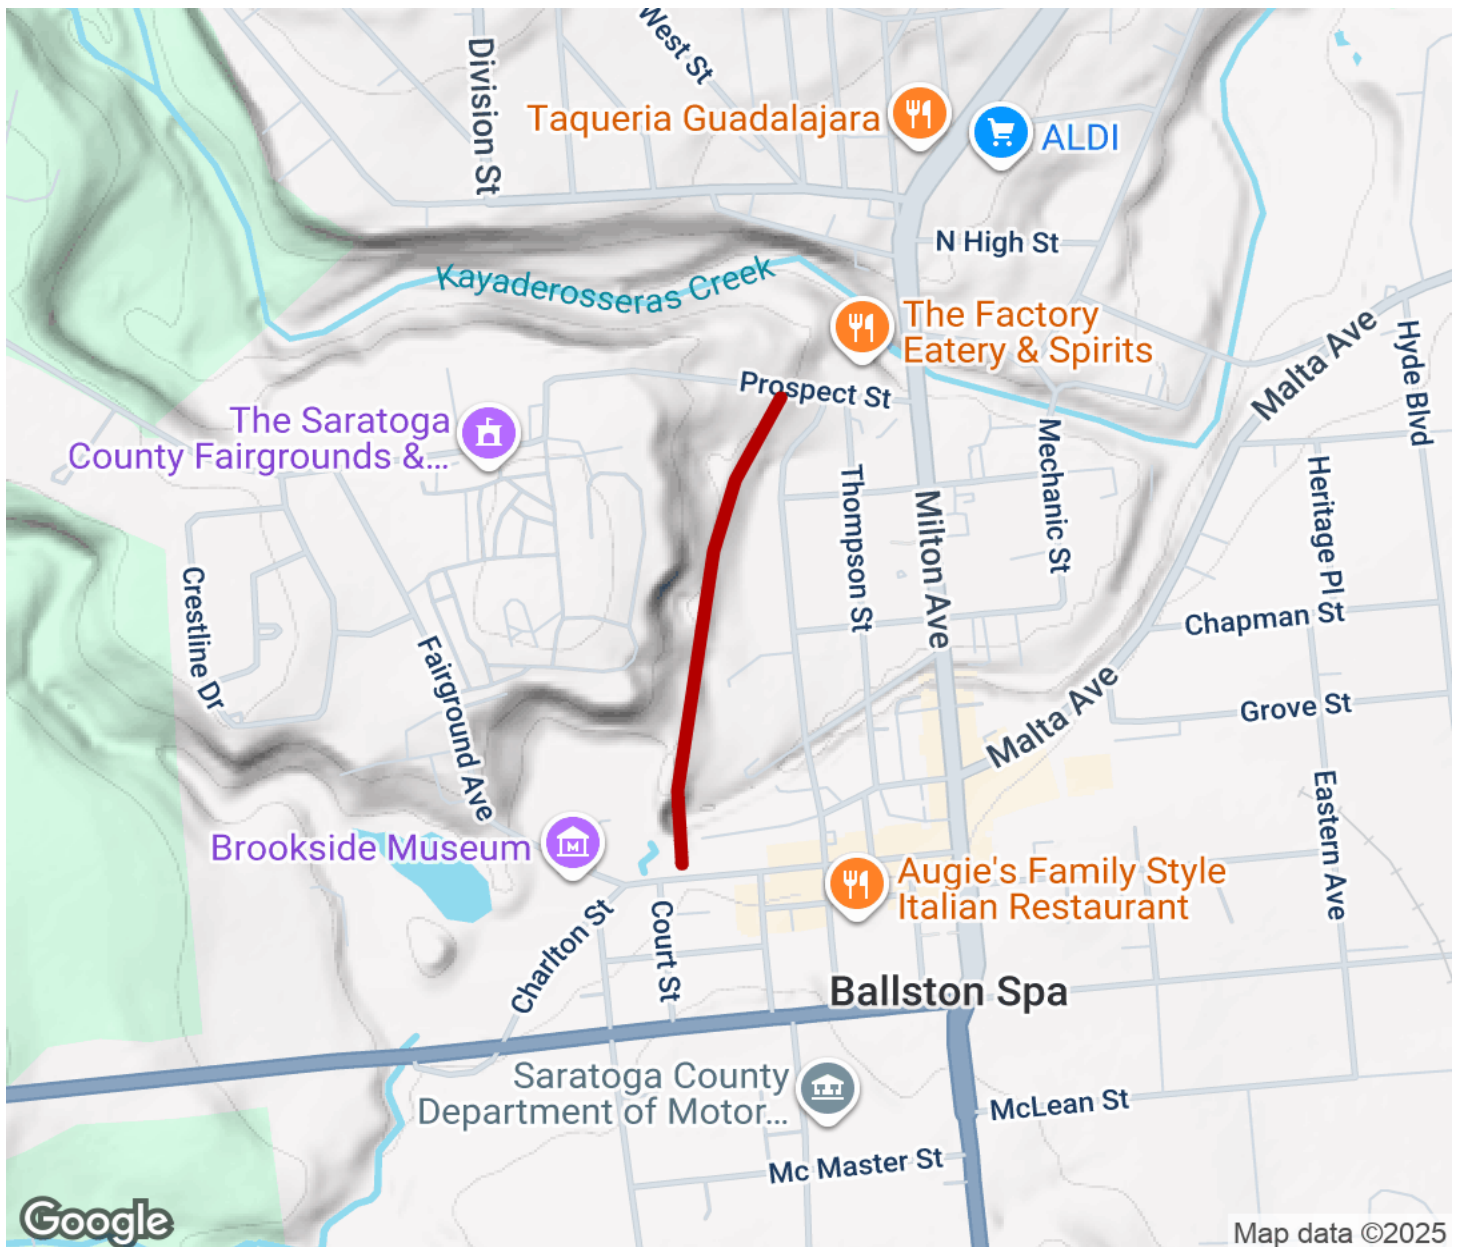 West St
Division St
Taqueria Guadalajara
ALDI
N High St
Kayaderosseras Creek
The Factory
Eatery & Spirits
Malta Ave
Hyde Blvd
Prospect St
The Saratoga
County Fairgrounds &...
Mechanic St
Heritage Pl
Thompson St
Milton Ave
Crestline Dr
Chapman St
Fairground Ave
Malta Ave
Grove St
Eastern Ave
Brookside Museum
Augie's Family Style
Italian Restaurant
Charlton St
Court St
Ballston Spa
Saratoga County
Department of Motor...
McLean St
Mc Master St
Google
Map data ©2025